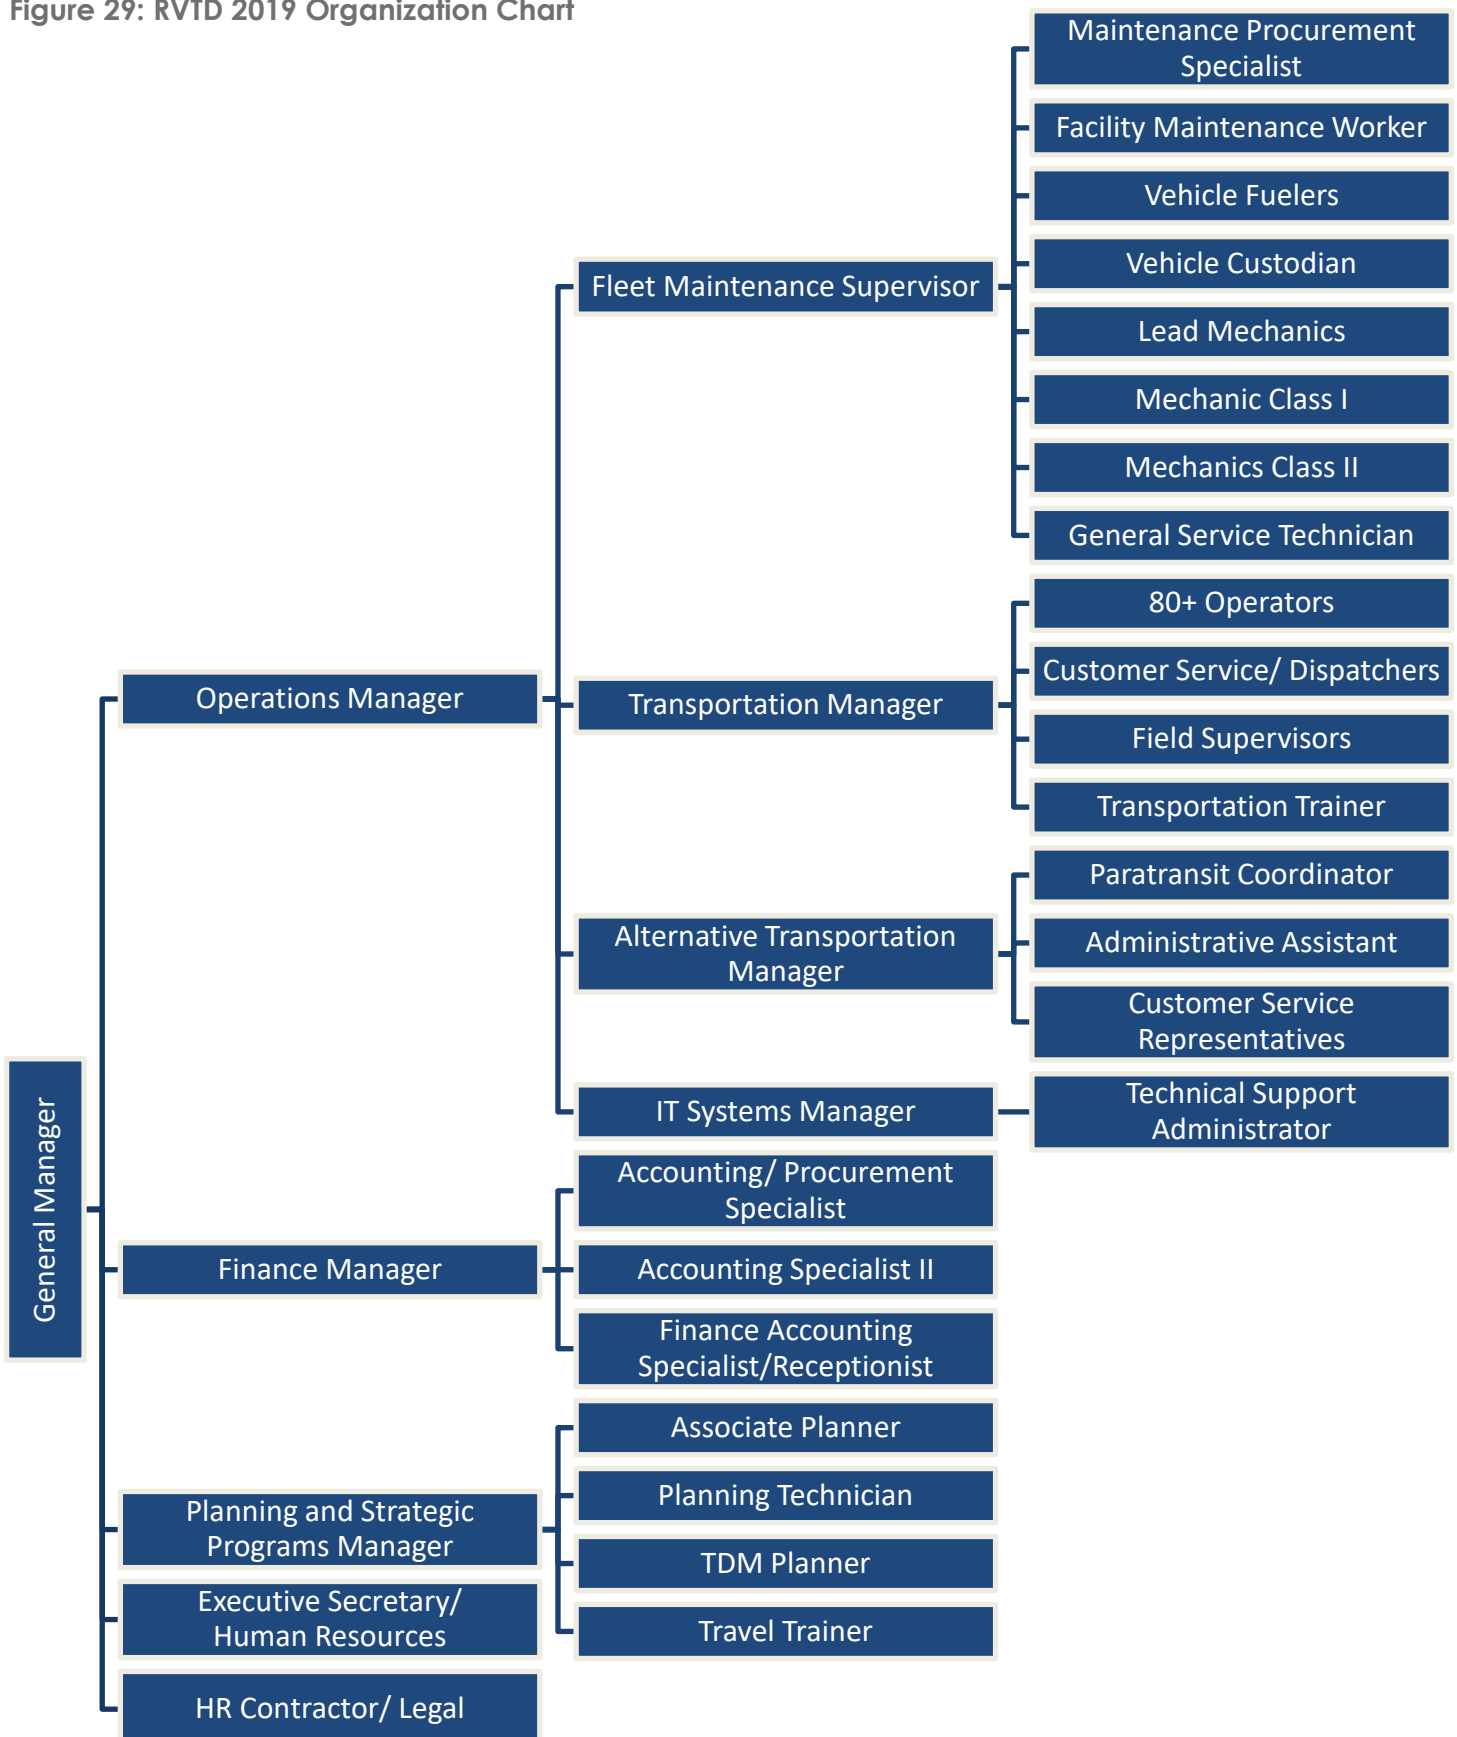 Figure 29: RVTD 2019 Organization Chart
General Manager
Operations Manager
Fleet Maintenance Supervisor
Maintenance Procurement
Specialist
Facility Maintenance Worker
Vehicle Fuelers
Vehicle Custodian
Lead Mechanics
Mechanic Class I
Mechanics Class II
General Service Technician
Transportation Manager
80+ Operators
Customer Service/ Dispatchers
Field Supervisors
Transportation Trainer
Alternative Transportation
Manager
Paratransit Coordinator
Administrative Assistant
Customer Service
Representatives
IT Systems Manager
Technical Support
Administrator
Finance Manager
Accounting/ Procurement
Specialist
Accounting Specialist II
Finance Accounting
Specialist/Receptionist
Planning and Strategic
Programs Manager
Associate Planner
Planning Technician
TDM Planner
Travel Trainer
Executive Secretary/
Human Resources
HR Contractor/ Legal